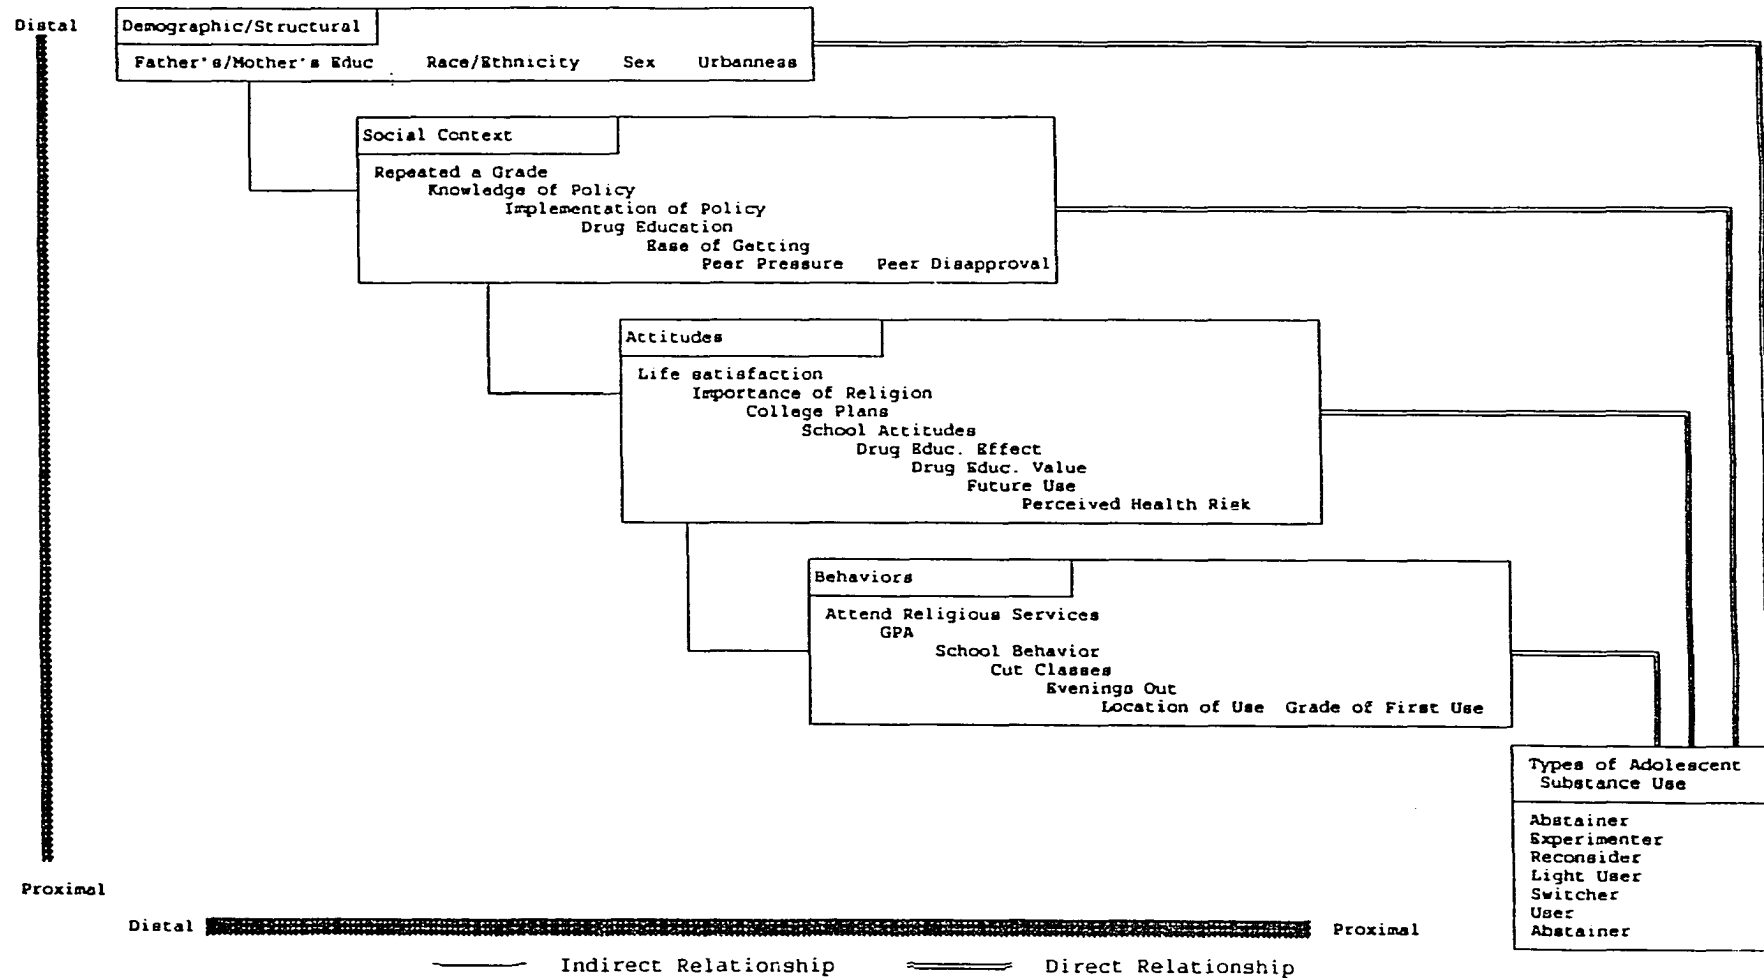 Distal
Demographic/Structural
Father's/Mother's Educ Race/Ethnicity Sex Urbanness
Social Context
Repeated a Grade
Knowledge of Policy
Implementation of Policy
Drug Education
Ease of Getting
Peer Pressure Peer Disapproval
Attitudes
Life satisfaction
Importance of Religion
College Plans
School Attitudes
Drug Educ. Effect
Drug Educ. Value
Future Use
Perceived Health Risk
Behaviors
Attend Religious Services
GPA
School Behavior
Cut Classes
Evenings Out
Location of Use Grade of First Use
Types of Adolescent
Substance Use
Abstainer
Experimenter
Reconsider
Light User
Switcher
User
Abstainer
Proximal
Distal Proximal
Indirect Relationship Direct Relationship